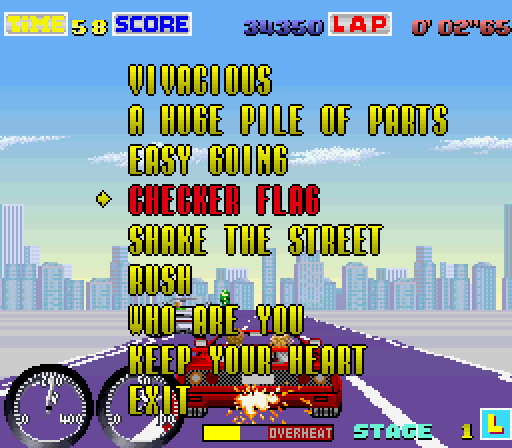 TIME 58 SCORE 34350 LAP 0'02"65
VIVACIOUS
A HUGE PILE OF PARTS
EASY GOING
CHECKER FLAG
SHAKE THE STREET
RUSH
WHO ARE YOU
KEEP YOUR HEART
EXIT
OVERHEAT STAGE 1 L